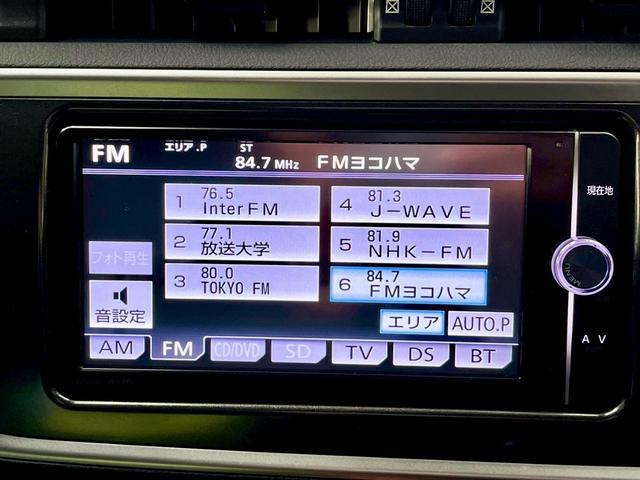 FM エリア.P ST 84.7 MHz FMヨコハマ
1 76.5 InterFM
2 77.1 放送大学
3 80.0 TOKYO FM
4 81.3 J-WAVE
5 81.9 NHK-FM
6 84.7 FMヨコハマ
フォト再生
音設定
エリア AUTO.P
AM FM CD/DVD SD TV DS BT
現在地
MENU
AV